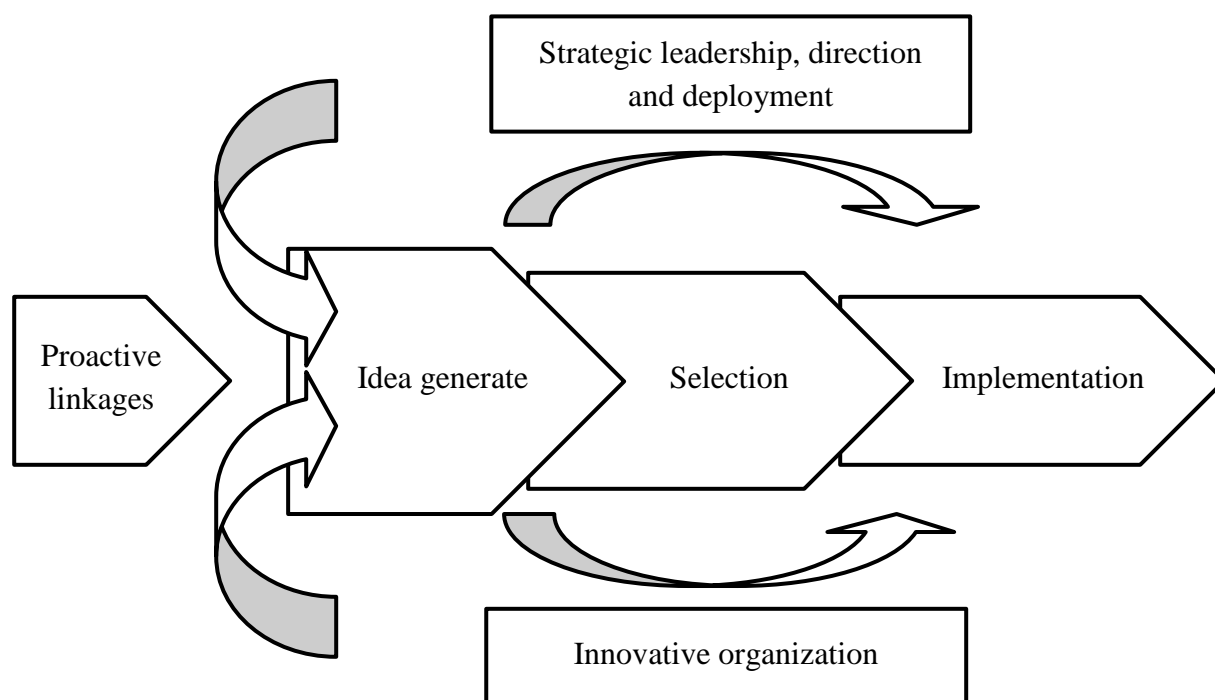 Strategic leadership, direction
and deployment
Proactive
linkages
Idea generate
Selection
Implementation
Innovative organization